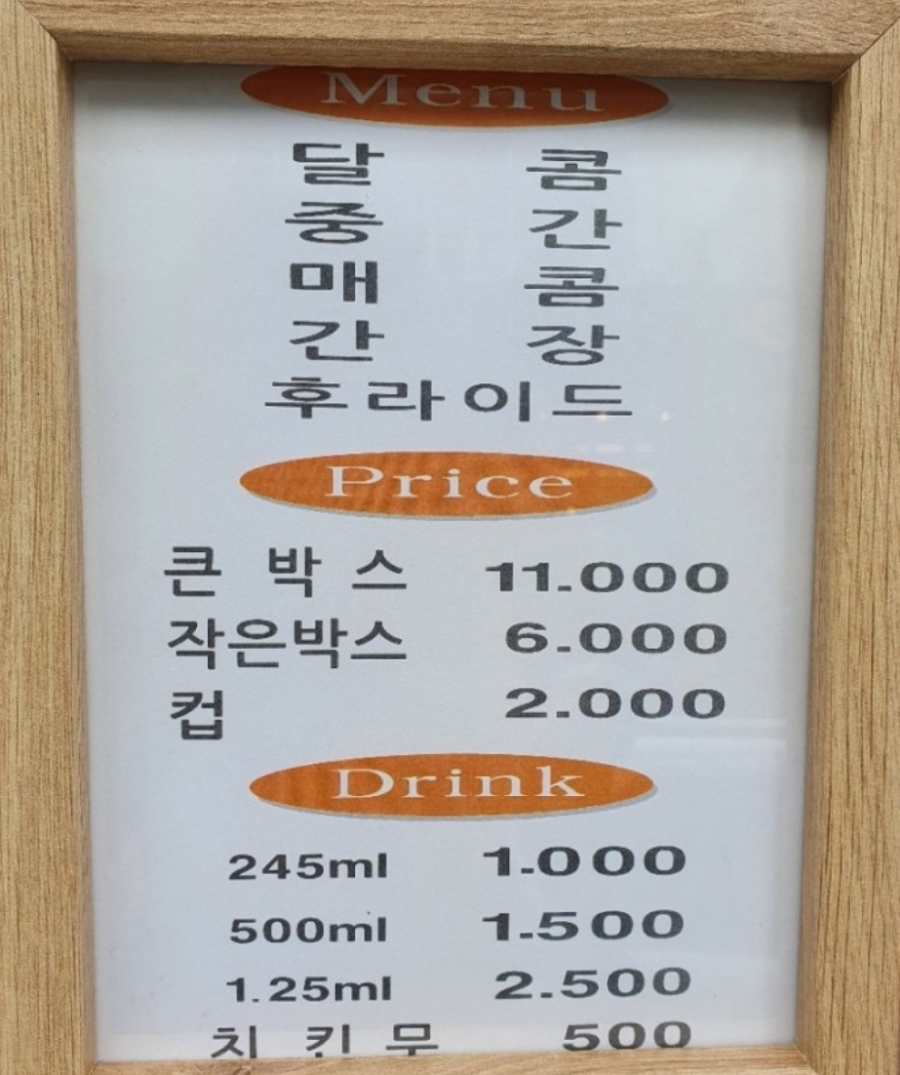 Menu
달 콤
중 간
매 콤
간 장
후라이드
Price
큰 박 스 11.000
작은박스 6.000
컵 2.000
Drink
245ml 1.000
500ml 1.500
1.25ml 2.500
치 킨 무 500